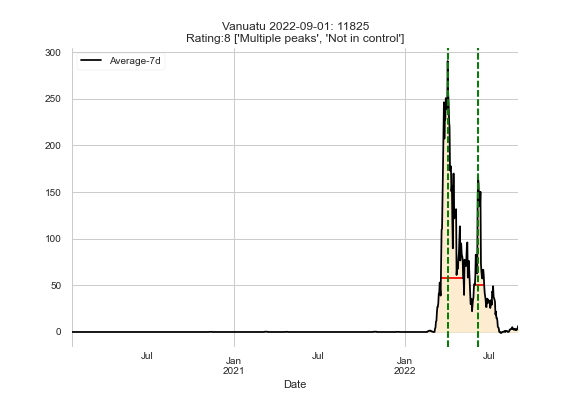 Vanuatu 2022-09-01: 11825
Rating:8 ['Multiple peaks', 'Not in control']
Average-7d
300
250
200
150
100
50
0
Jul
Jan
2021
Jul
Jan
2022
Jul
Date